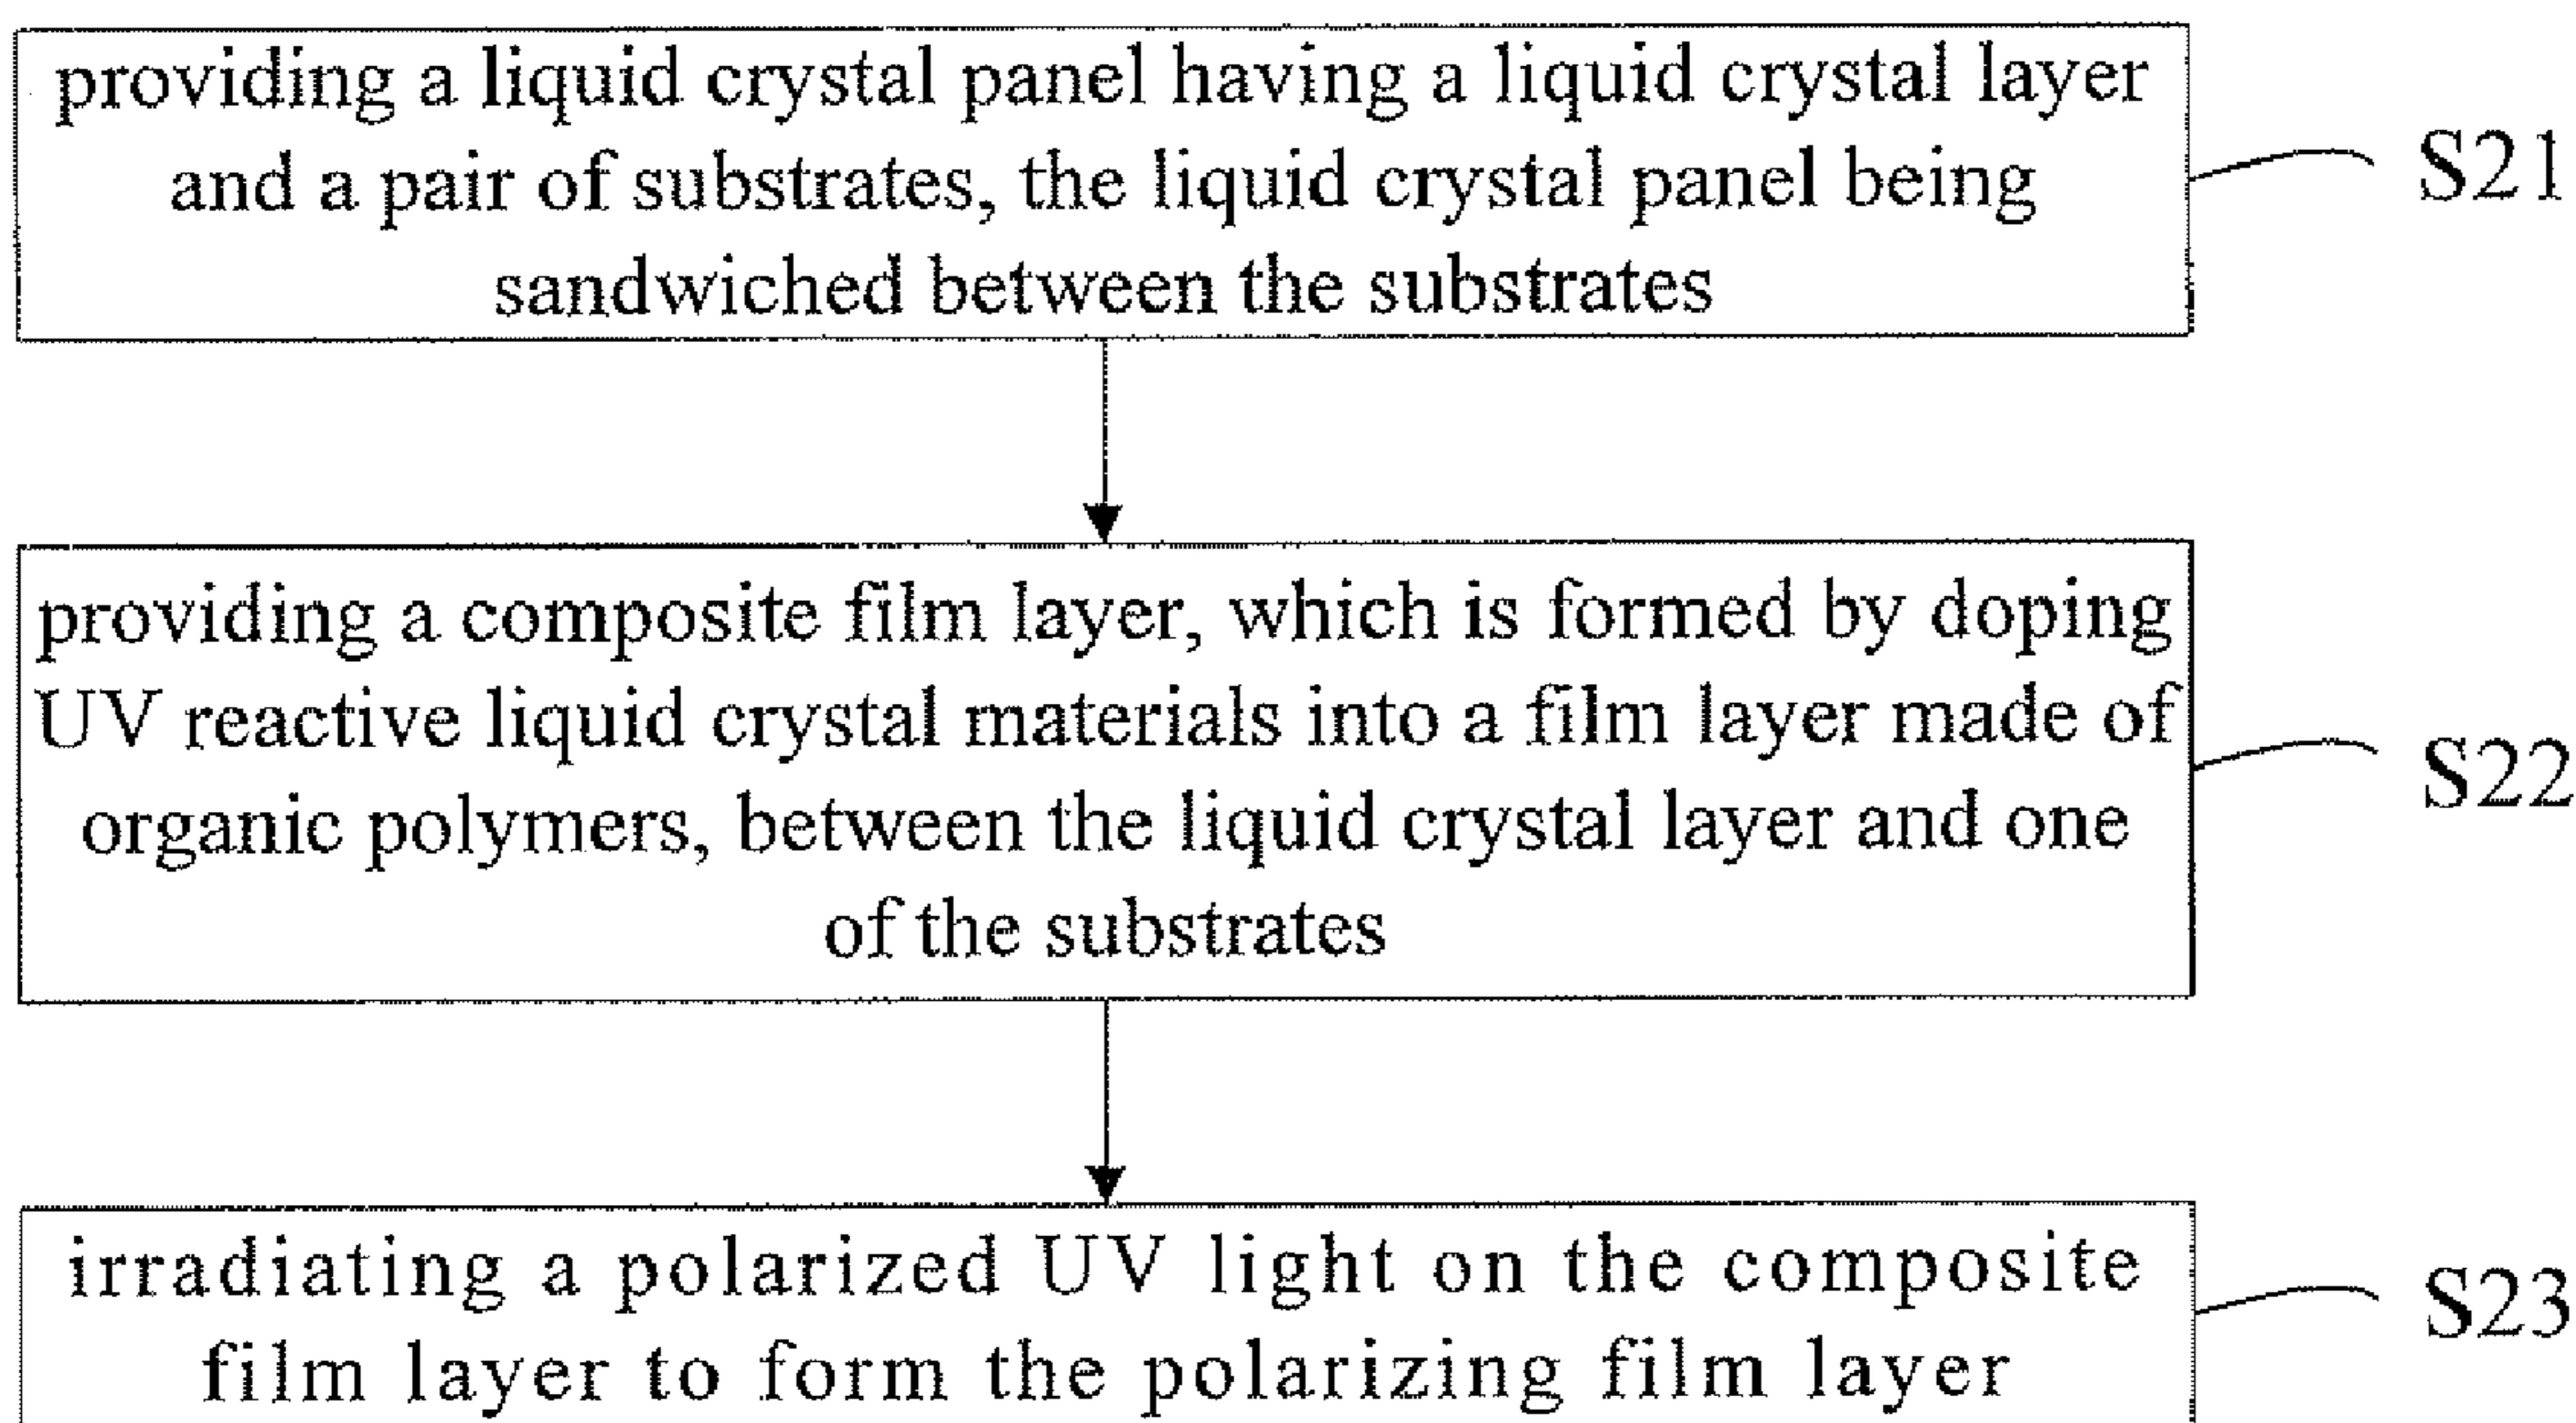 providing a liquid crystal panel having a liquid crystal layer
and a pair of substrates, the liquid crystal panel being
sandwiched between the substrates
S21
providing a composite film layer, which is formed by doping
UV reactive liquid crystal materials into a film layer made of
organic polymers, between the liquid crystal layer and one
of the substrates
S22
irradiating a polarized UV light on the composite
film layer to form the polarizing film layer
S23